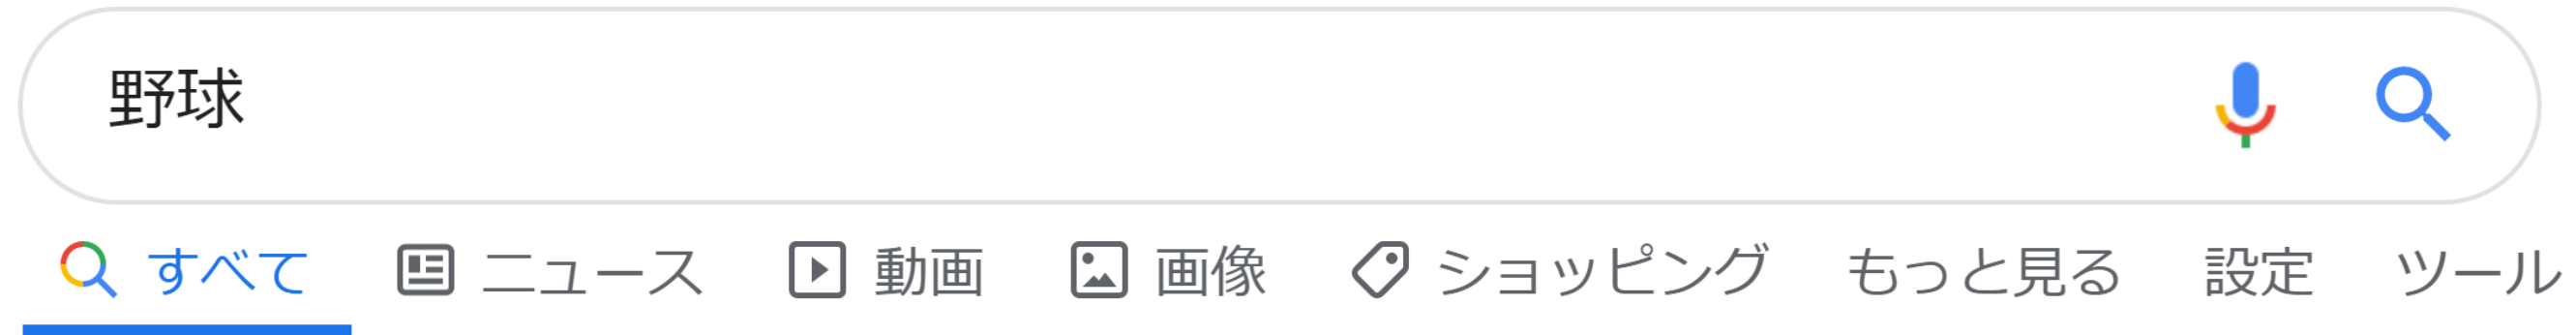 野球
すべて ニュース 動画 画像 ショッピング もっと見る 設定 ツール